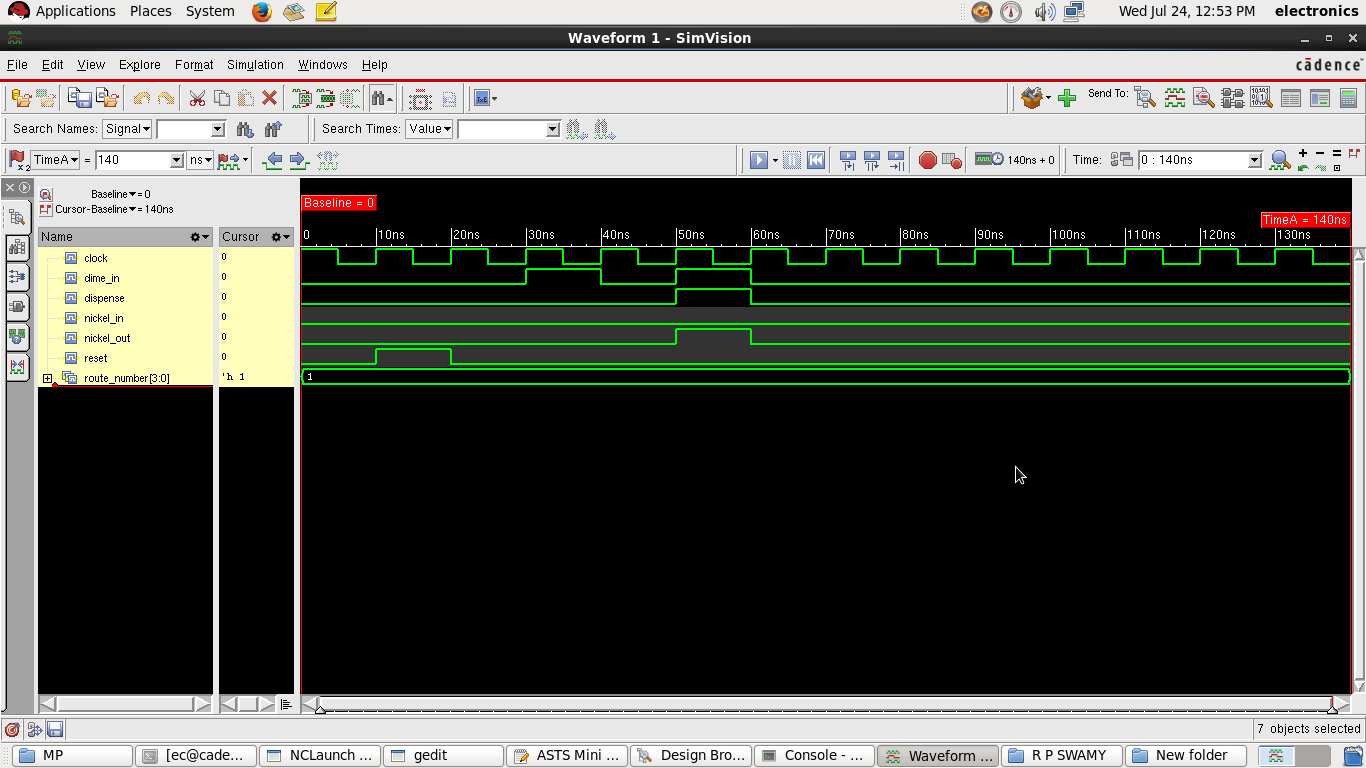 Applications Places System Wed Jul 24, 12:53 PM electronics
Waveform 1 - SimVision
File Edit View Explore Format Simulation Windows Help cādence
Send To:
Search Names: Signal Search Times: Value
TimeA = 140 ns 140ns + 0 Time: 0 : 140ns
Baseline = 0
Cursor-Baseline = 140ns
Baseline = 0
TimeA = 140ns
Name Cursor 0 10ns 20ns 30ns 40ns 50ns 60ns 70ns 80ns 90ns 100ns 110ns 120ns 130ns
clock 0
dime_in 0
dispense 0
nickel_in 0
nickel_out 0
reset 0
route_number[3:0] 'h 1 1
7 objects selected
MP [ec@cade... NCLaunch ... gedit ASTS Mini ... Design Bro... Console - ... Waveform ... R P SWAMY New folder